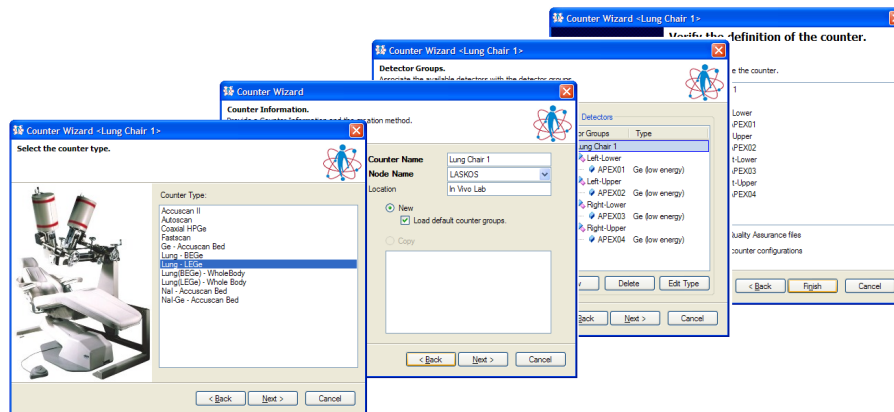 Counter Wizard <Lung Chair 1>
Select the counter type.
Counter Type:
Accuscan II
Autoscan
Coaxial HPGe
Fastscan
Ge - Accuscan Bed
Lung - BEGe
Lung - LEGe
Lung(BEGe) - WholeBody
Lung(LEGe) - Whole Body
NaI - Accuscan Bed
NaI-Ge - Accuscan Bed
< Back
Next >
Cancel
Counter Wizard
Counter Information.
Counter Information and the
method.
Counter Name
Lung Chair 1
Node Name
LASKOS
Location
In Vivo Lab
New
Load default counter groups.
Copy
< Back
Next >
Cancel
Counter Wizard <Lung Chair 1>
Detector Groups.
Associate the available detectors with the detector groups
Detectors
Groups
Type
Lung Chair 1
Left-Lower
APEX01 Ge (low energy)
Left-Upper
APEX02 Ge (low energy)
Right-Lower
APEX03 Ge (low energy)
Right-Upper
APEX04 Ge (low energy)
Delete
Edit Type
Back
Next >
Cancel
Counter Wizard <Lung Chair 1>
Verify the definition of the counter.
the counter.
1
Lower
APEX01
Upper
APEX02
t-Lower
APEX03
t-Upper
APEX04
Quality Assurance files
counter configurations
< Back
Finish
Cancel